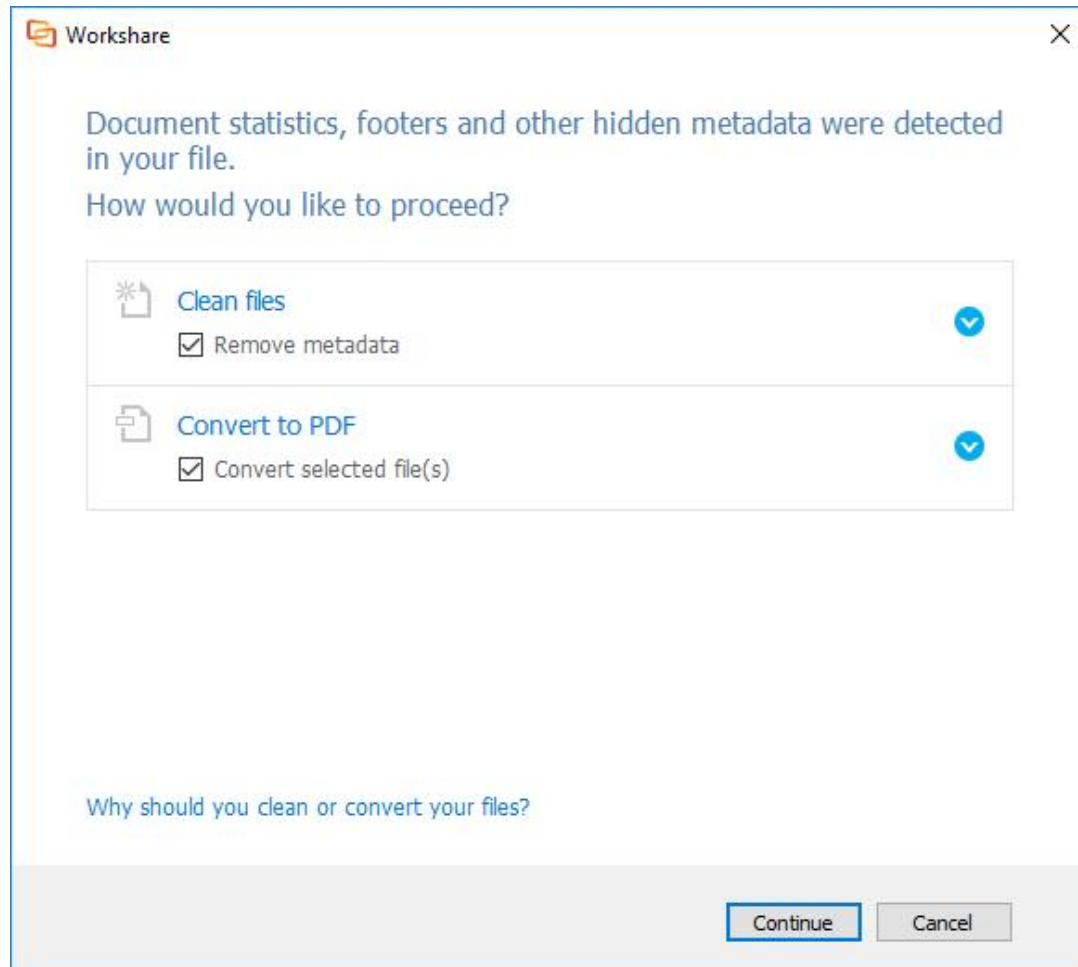 Workshare
Document statistics, footers and other hidden metadata were detected
in your file.
How would you like to proceed?
Clean files
Remove metadata
Convert to PDF
Convert selected file(s)
Why should you clean or convert your files?
Continue
Cancel